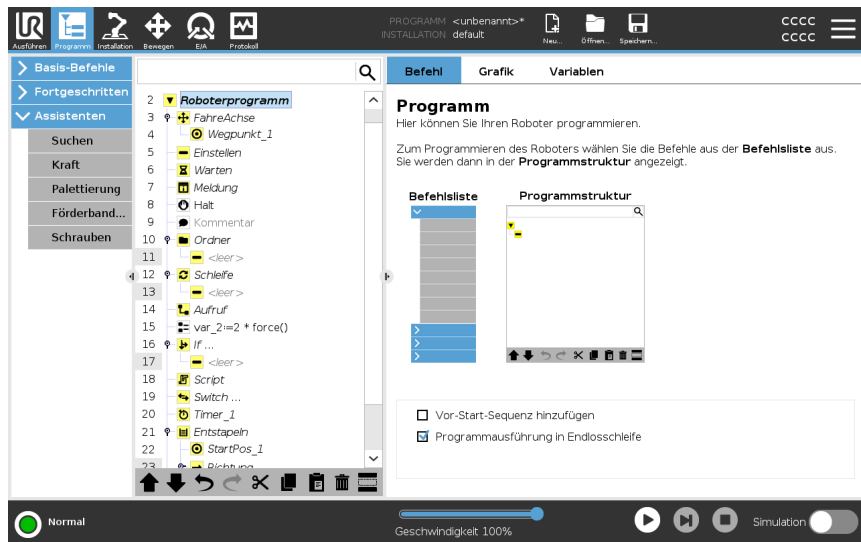 PROGRAMM <unbenannt>*
INSTALLATION default
CCCC
CCCC
UR
Ausführen
Programm
Installation
Bewegen
E/A
Protokoll
Neu...
Öffnen...
Speichern...
Basis-Befehle
Fortgeschritten
Assistenten
Suchen
Kraft
Palettierung
Förderband...
Schrauben
2 Roboterprogramm
3 FahreAchse
4 Wegpunkt_1
5 Einstellen
6 Warten
7 Meldung
8 Halt
9 Kommentar
10 Ordner
11 <leer>
12 Schleife
13 <leer>
14 Aufruf
15 var_2:=2 * force()
16 If ...
17 <leer>
18 Script
19 Switch ...
20 Timer_1
21 Entstapeln
22 StartPos_1
23 Richtung
Befehl
Grafik
Variablen
Programm
Hier können Sie Ihren Roboter programmieren.
Zum Programmieren des Roboters wählen Sie die Befehle aus der Befehlsliste aus.
Sie werden dann in der Programmstruktur angezeigt.
Befehlsliste
Programmstruktur
Vor-Start-Sequenz hinzufügen
Programmausführung in Endlosschleife
Normal
Geschwindigkeit 100%
Simulation